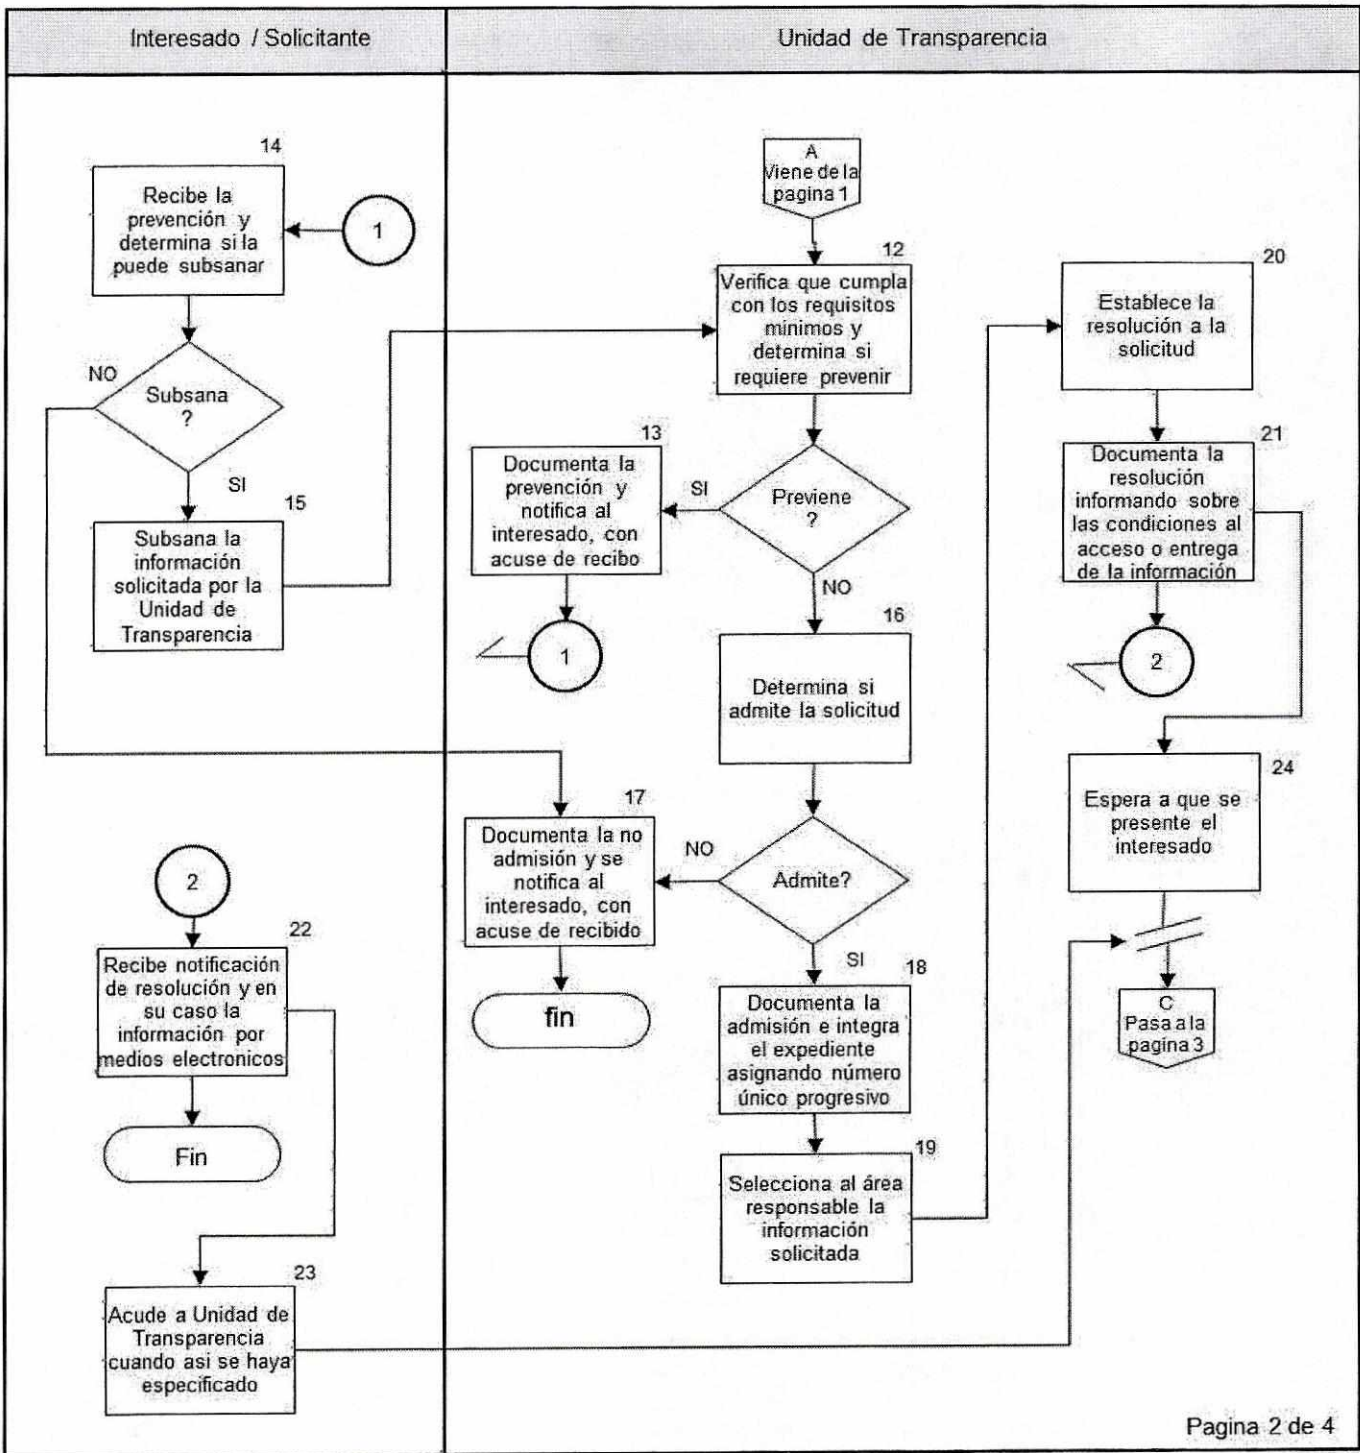 Interesado / Solicitante
Unidad de Transparencia
14
Recibe la
prevención y
determina si la
puede subsanar
1
NO
Subsana
?
SI
15
Subsana la
información
solicitada por la
Unidad de
Transparencia
2
22
Recibe notificación
de resolución y en
su caso la
información por
medios electronicos
Fin
23
Acude a Unidad de
Transparencia
cuando asi se haya
especificado
A
Viene de la
pagina 1
12
Verifica que cumpla
con los requisitos
minimos y
determina si
requiere prevenir
13
Documenta la
prevención y
notifica al
interesado, con
acuse de recibo
SI
Previene
?
NO
1
16
Determina si
admite la solicitud
17
Documenta la no
admisión y se
notifica al
interesado, con
acuse de recibido
NO
Admite?
SI
fin
18
Documenta la
admisión e integra
el expediente
asignando número
único progresivo
19
Selecciona al área
responsable la
información
solicitada
20
Establece la
resolución a la
solicitud
21
Documenta la
resolución
informando sobre
las condiciones al
acceso o entrega
de la información
2
24
Espera a que se
presente el
interesado
C
Pasa a la
pagina 3
Pagina 2 de 4